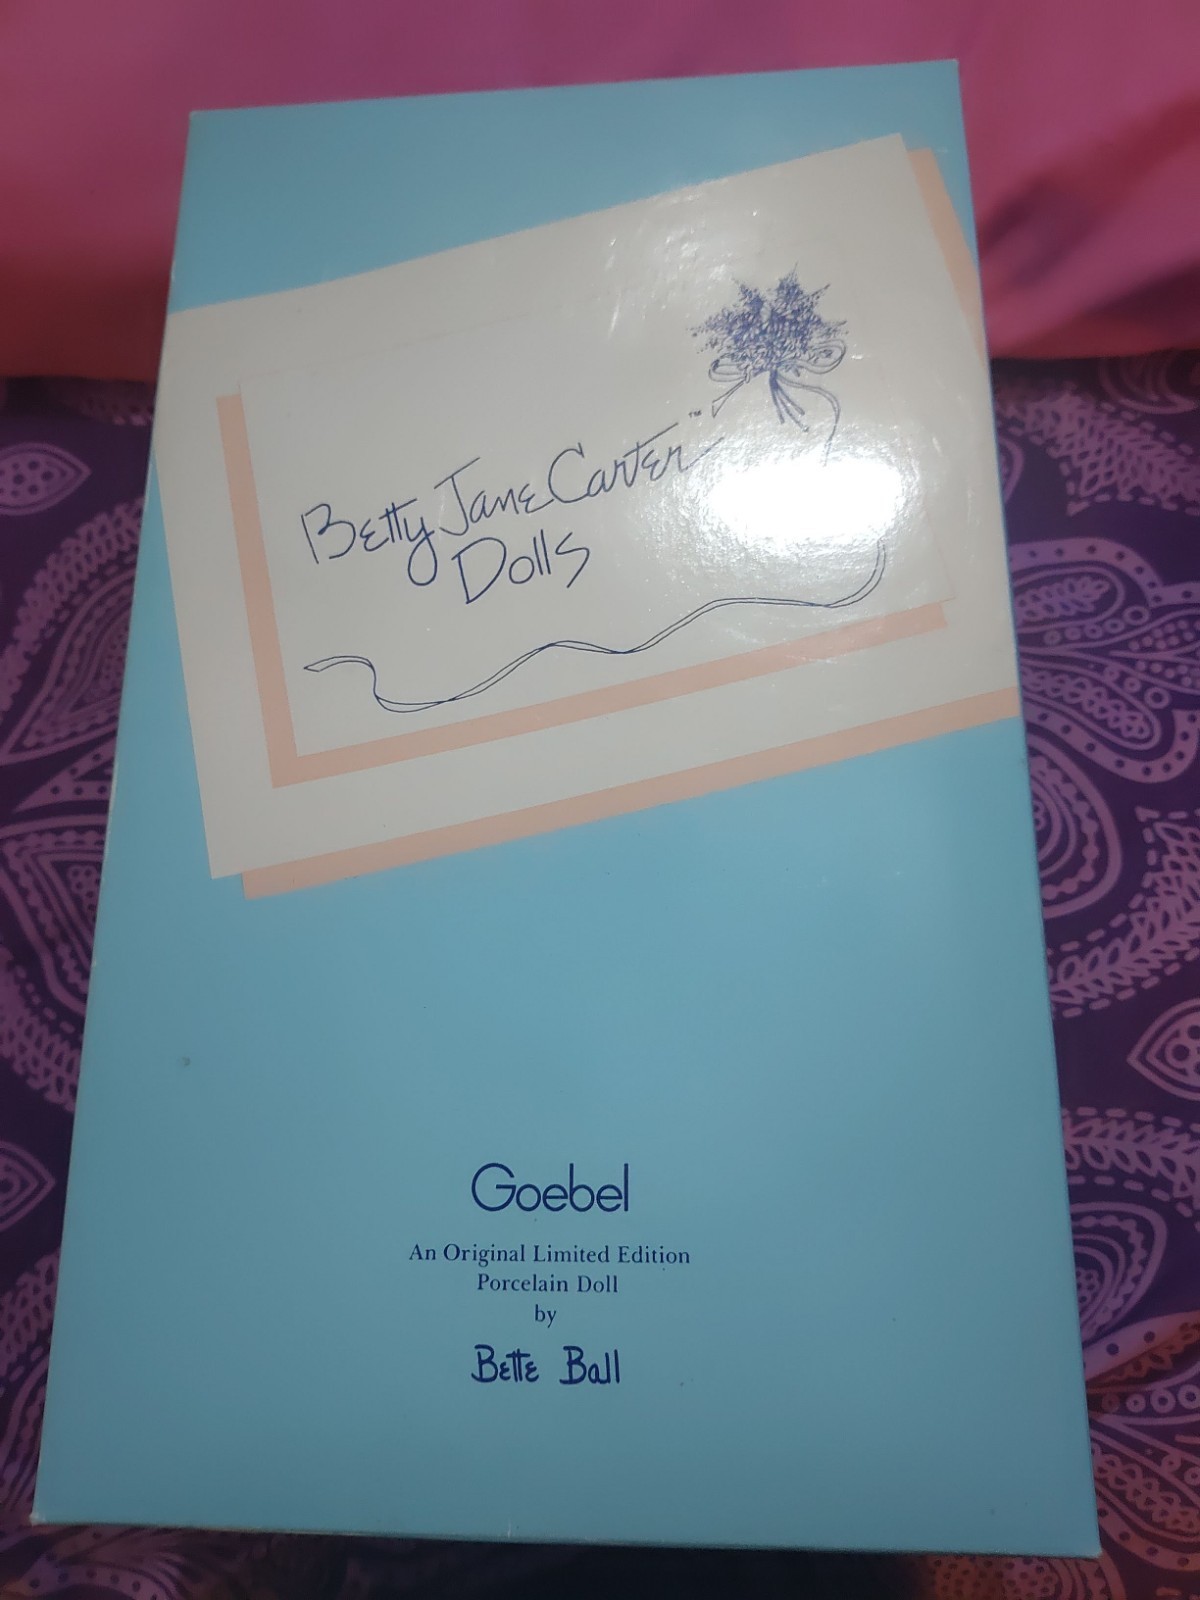 Betty Jane Carter™
Dolls
Goebel
An Original Limited Edition
Porcelain Doll
by
Bette Ball